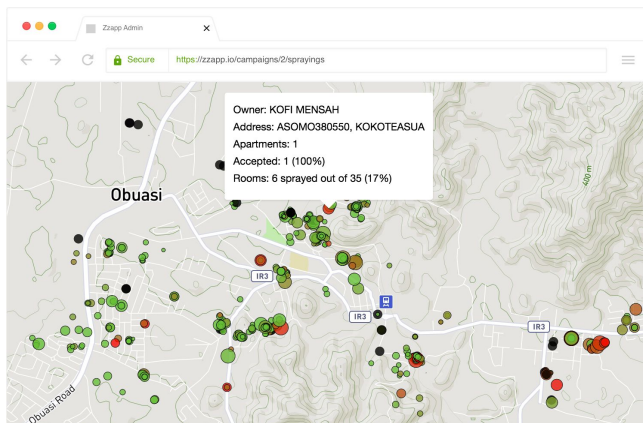 Zzapp Admin
Secure
https://zzapp.io/campaigns/2/sprayings
Owner: KOFI MENSAH
Address: ASOMO380550, KOKOTEASUA
Apartments: 1
Accepted: 1 (100%)
Rooms: 6 sprayed out of 35 (17%)
400 m
Obuasi
IR3
IR3
IR3
Obuasi Road